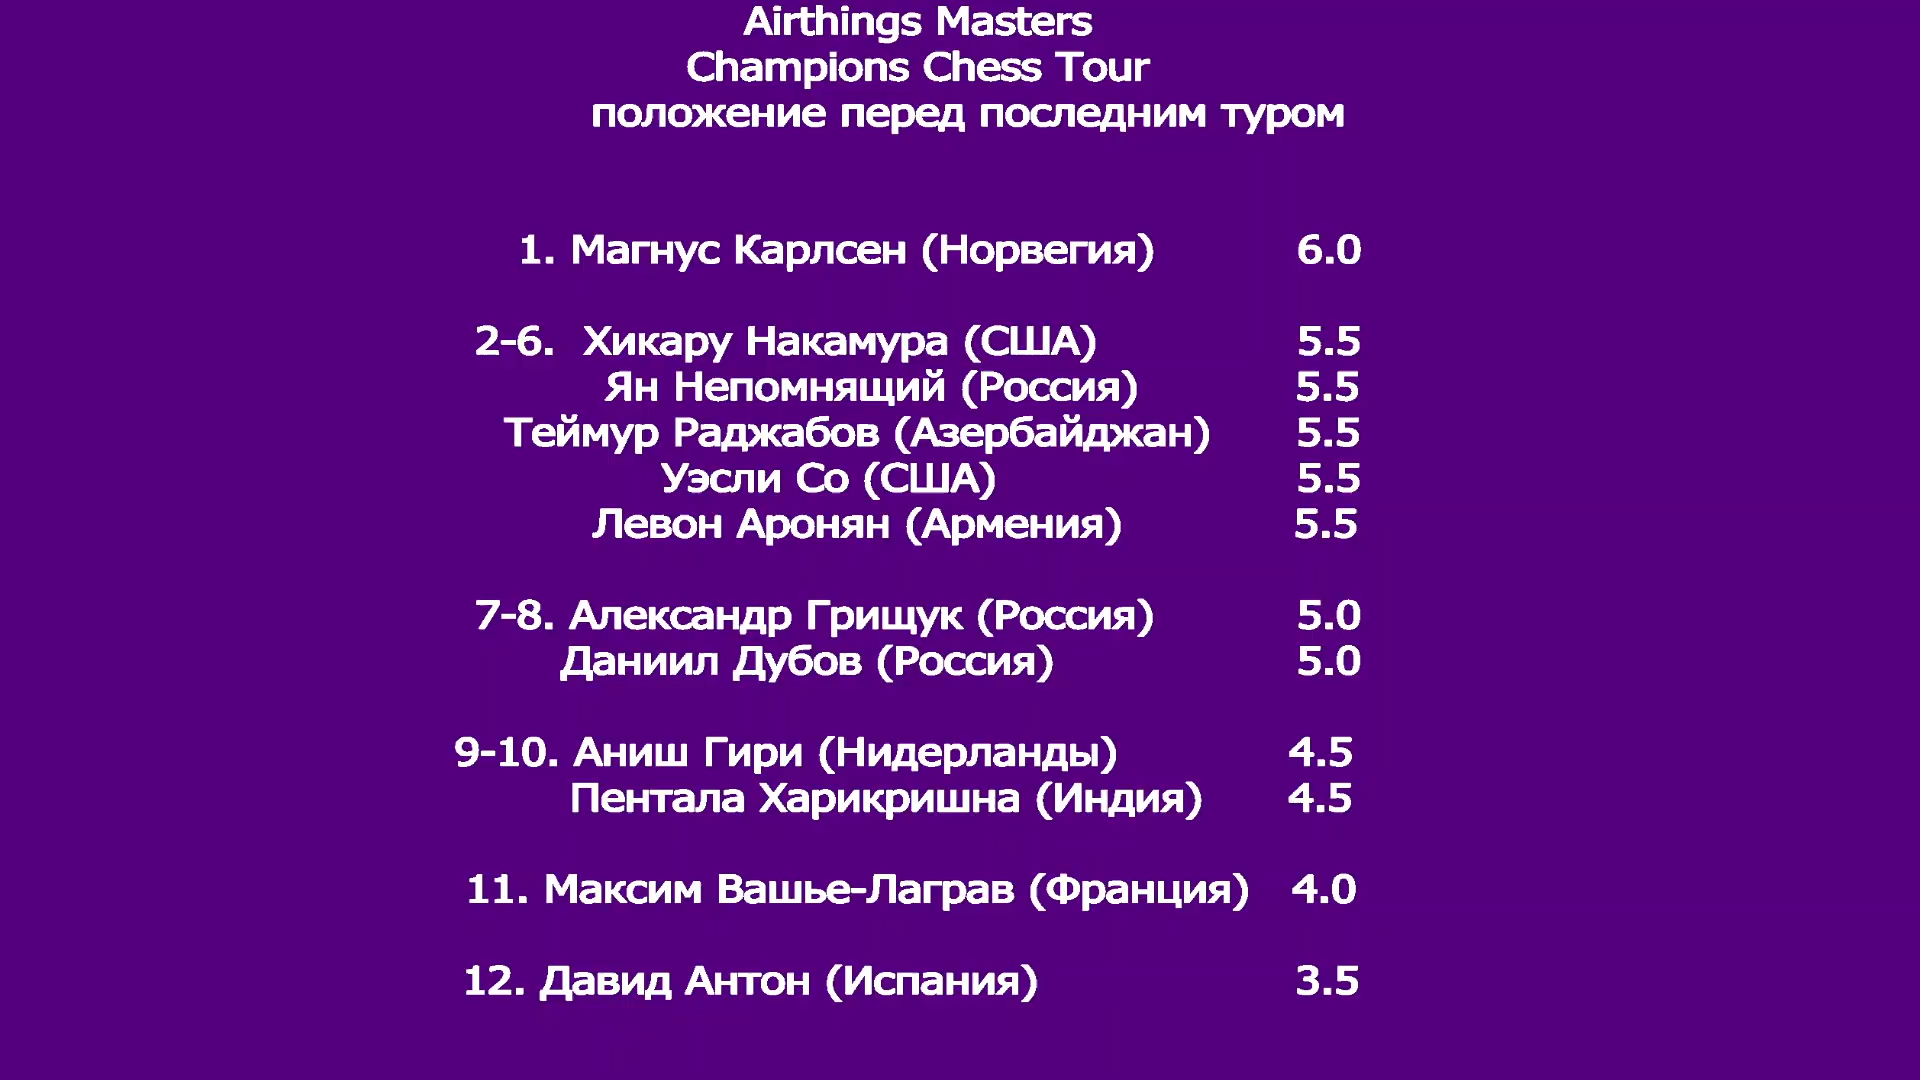 Airthings Masters
Champions Chess Tour
положение перед последним туром
1. Магнус Карлсен (Норвегия) 6.0
2-6. Хикару Накамура (США) 5.5
Ян Непомнящий (Россия) 5.5
Теймур Раджабов (Азербайджан) 5.5
Уэсли Со (США) 5.5
Левон Аронян (Армения) 5.5
7-8. Александр Грищук (Россия) 5.0
Даниил Дубов (Россия) 5.0
9-10. Аниш Гири (Нидерланды) 4.5
Пентала Харикришна (Индия) 4.5
11. Максим Вашье-Лаграв (Франция) 4.0
12. Давид Антон (Испания) 3.5